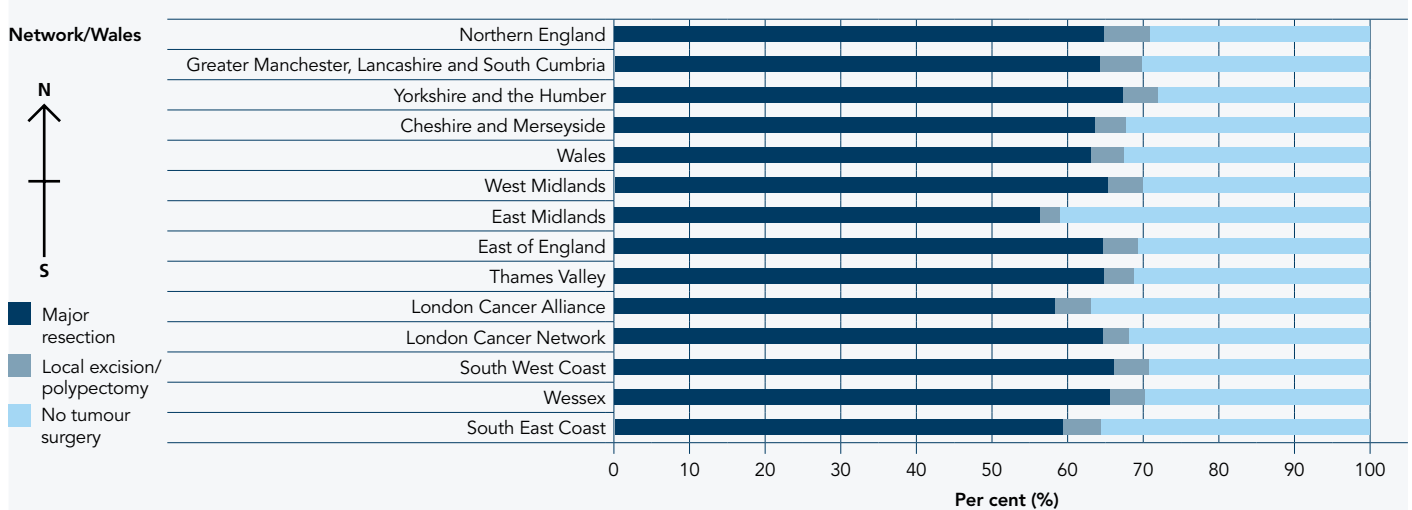 Network/Wales
N
S
Major
resection
Local excision/
polypectomy
No tumour
surgery
Northern England
Greater Manchester, Lancashire and South Cumbria
Yorkshire and the Humber
Cheshire and Merseyside
Wales
West Midlands
East Midlands
East of England
Thames Valley
London Cancer Alliance
London Cancer Network
South West Coast
Wessex
South East Coast
0 10 20 30 40 50 60 70 80 90 100
Per cent (%)